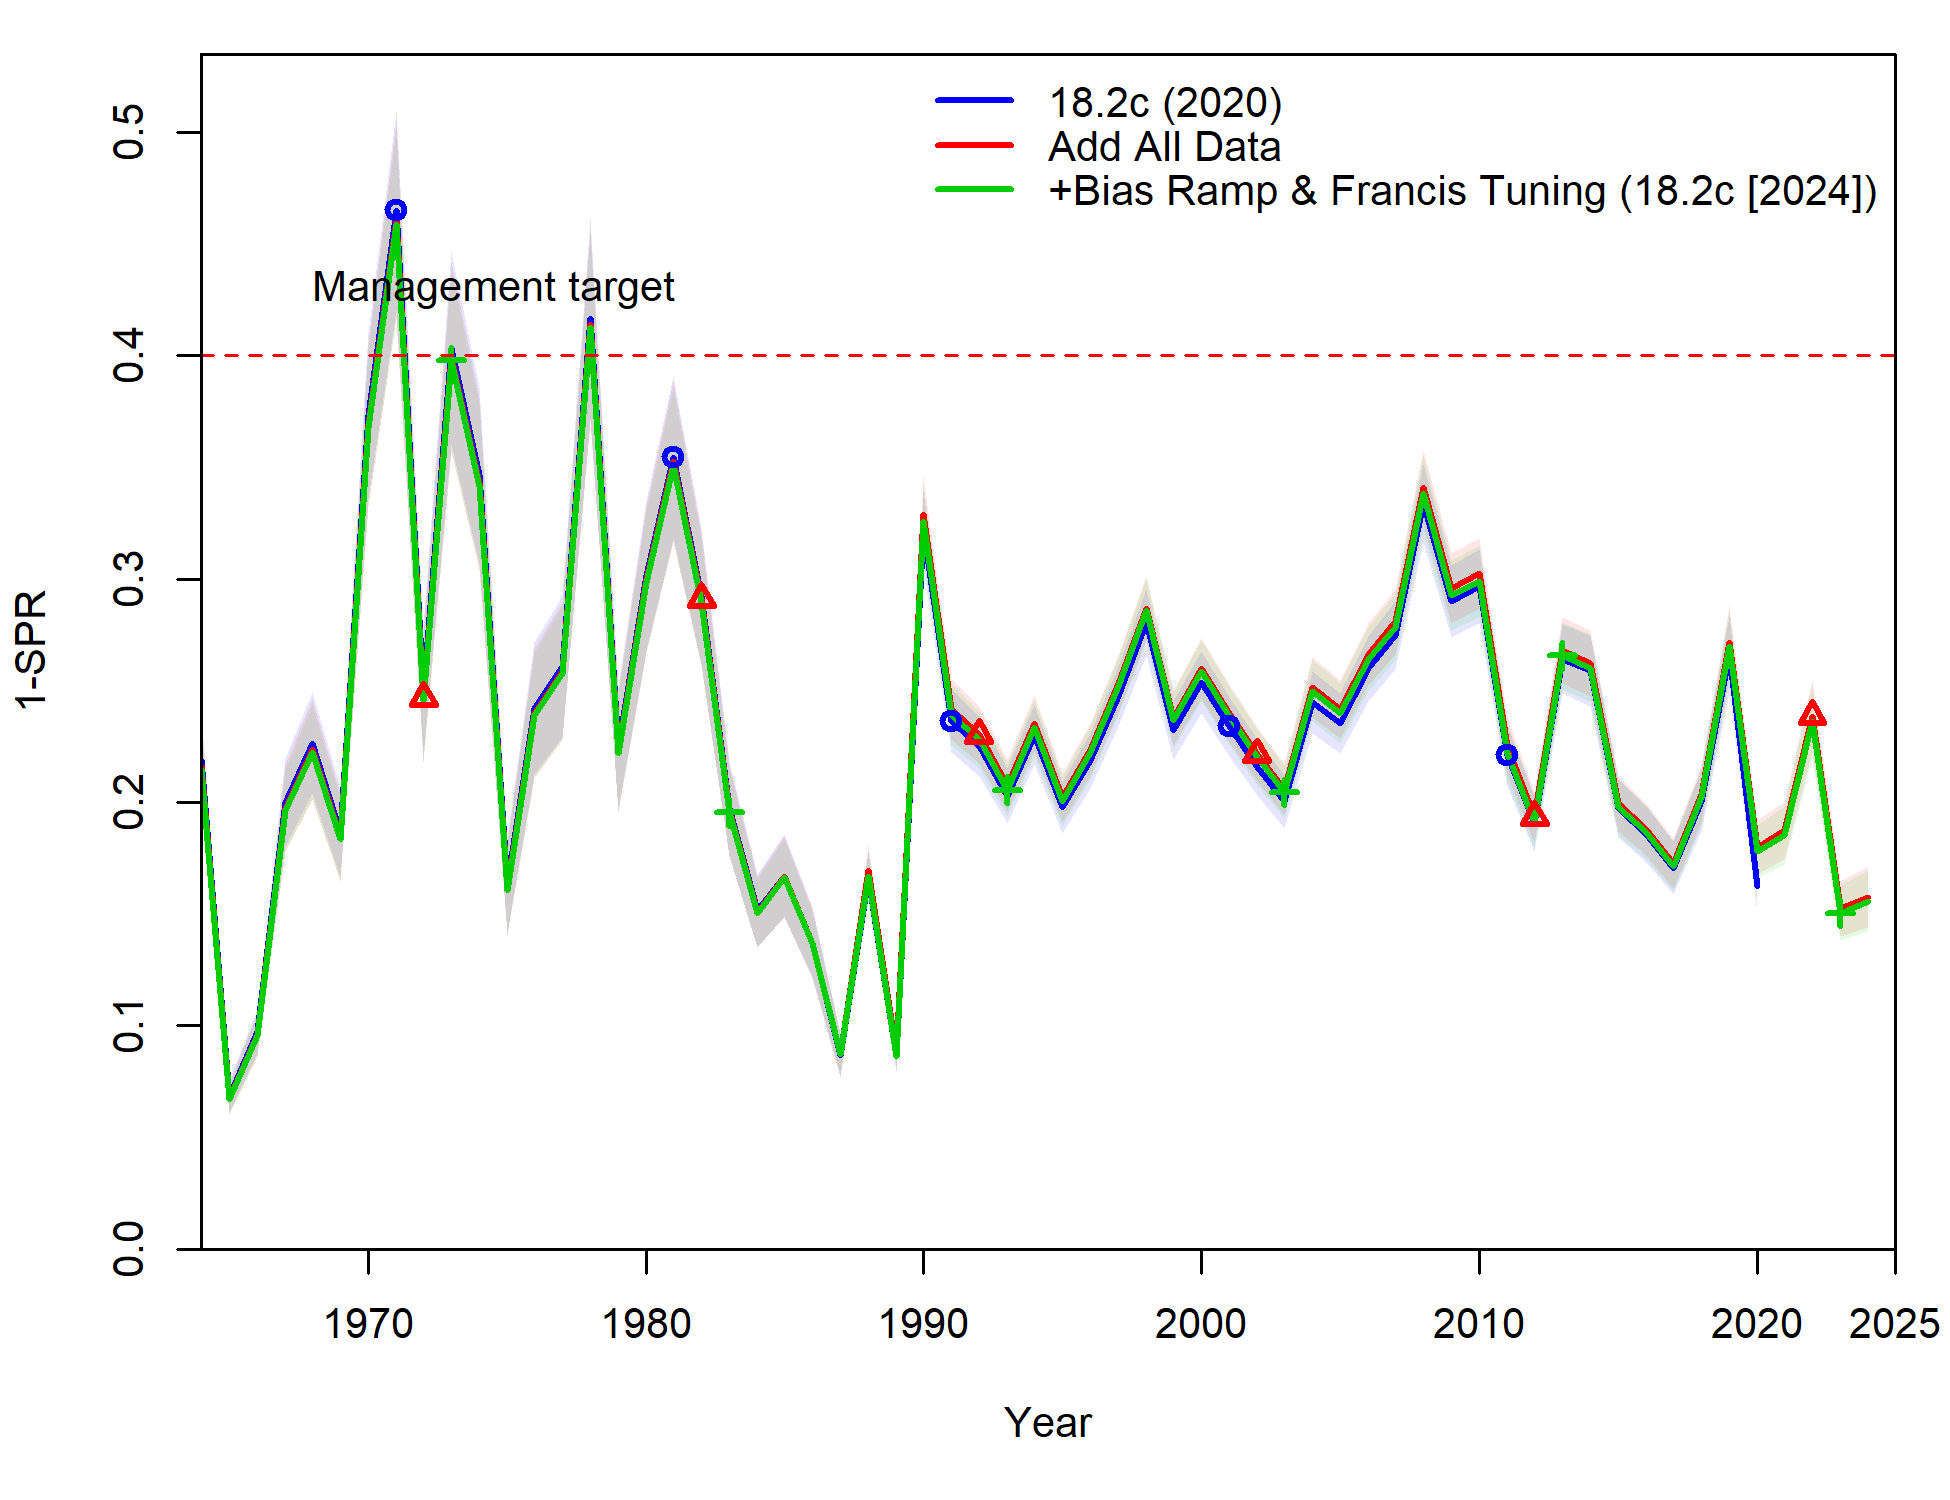 18.2c (2020)
Add All Data
+Bias Ramp & Francis Tuning (18.2c [2024])
Management target
0.5
0.4
0.3
0.2
0.1
0.0
1-SPR
1970 1980 1990 2000 2010 2020 2025
Year